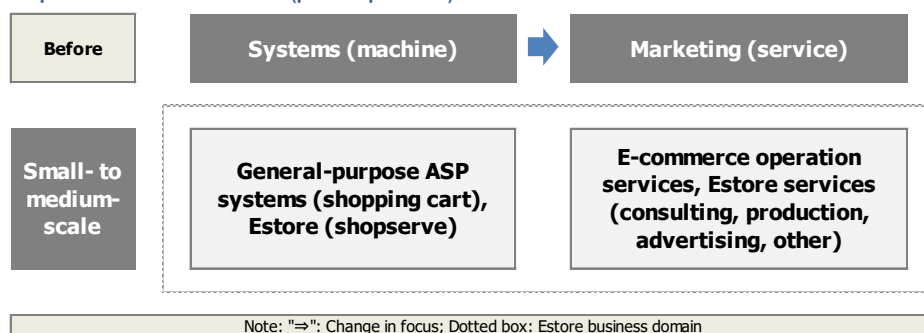 Before
Systems (machine)
Marketing (service)
Small- to
medium-
scale
General-purpose ASP
systems (shopping cart),
Estore (shopserve)
E-commerce operation
services, Estore services
(consulting, production,
advertising, other)
Note: "⇒": Change in focus; Dotted box: Estore business domain